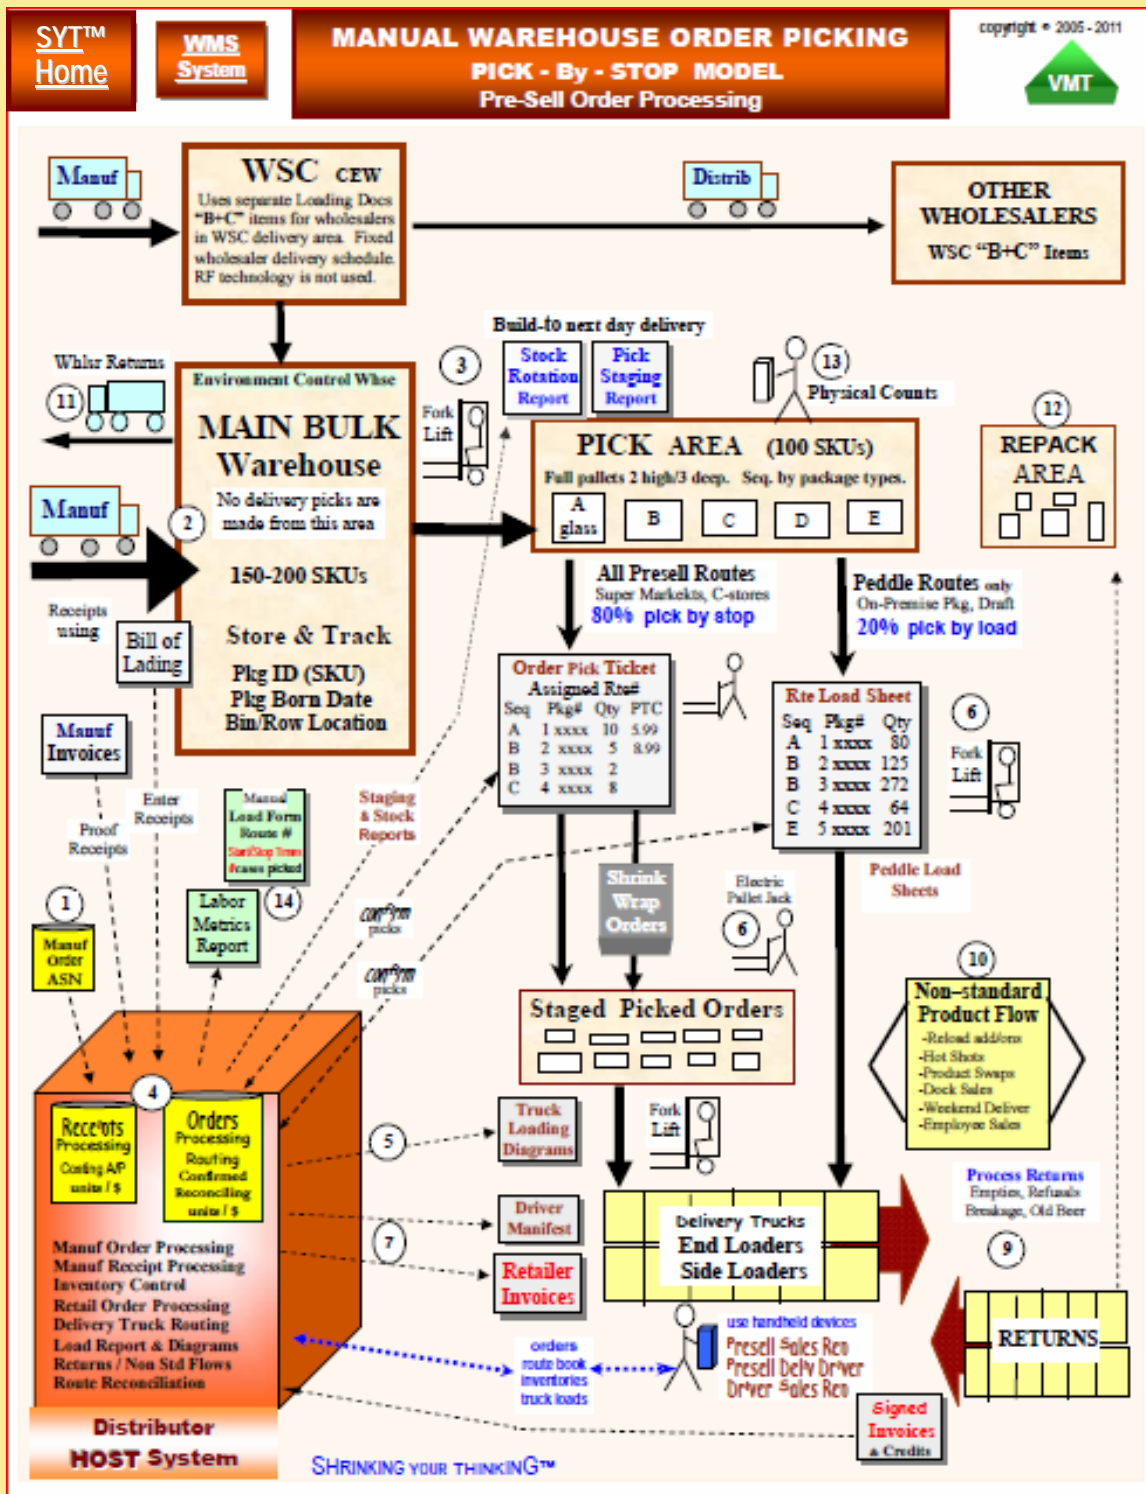 SYT™
Home
WMS
System
MANUAL WAREHOUSE ORDER PICKING
PICK - By - STOP MODEL
Pre-Sell Order Processing
copyright © 2005 - 2011
VMT
Manuf
WSC CEW
Uses separate Loading Docs
"B+C" items for wholesalers
in WSC delivery area. Fixed
wholesaler delivery schedule.
RF technology is not used.
Distrib
OTHER
WHOLESALERS
WSC "B+C" Items
Build-to next day delivery
Whlsr Returns
11
Environment Control Whse
MAIN BULK
Warehouse
No delivery picks are
made from this area
150-200 SKUs
Store & Track
Pkg ID (SKU)
Pkg Born Date
Bin/Row Location
3
Fork
Lift
Stock
Rotation
Report
Pick
Staging
Report
13
Physical Counts
12
REPACK
AREA
PICK AREA (100 SKUs)
Full pallets 2 high/3 deep. Seq. by package types.
A
glass
B
C
D
E
Manuf
2
Receipts
using
Bill of
Lading
All Presell Routes
Super Markekts, C-stores
80% pick by stop
Peddle Routes only
On-Premise Pkg, Draft
20% pick by load
Order Pick Ticket
Assigned Rte#
Seq Pkg# Qty PTC
A 1 xxxx 10 5.99
B 2 xxxx 5 8.99
B 3 xxxx 2
C 4 xxxx 8
Rte Load Sheet
Seq Pkg# Qty
A 1 xxxx 80
B 2 xxxx 125
B 3 xxxx 272
C 4 xxxx 64
E 5 xxxx 201
6
Fork
Lift
Manuf
Invoices
Proof
Receipts
Enter
Receipts
Manual
Load Form
Route #
Start/Stop Times
#cases picked
Staging
& Stock
Reports
14
Labor
Metrics
Report
1
Manuf
Order
ASN
confirm
picks
confirm
picks
Shrink
Wrap
Orders
Electric
Pallet Jack
6
Peddle Load
Sheets
10
Non-standard
Product Flow
-Reload add/ons
-Hot Shots
-Product Swaps
-Dock Sales
-Weekend Deliver
-Employee Sales
Staged Picked Orders
4
Receipts
Processing
Costing A/P
units / $
Orders
Processing
Routing
Confirmed
Reconciling
units / $
5
Truck
Loading
Diagrams
Fork
Lift
Driver
Manifest
7
Retailer
Invoices
Delivery Trucks
End Loaders
Side Loaders
Process Returns
Empties, Refusals
Breakage, Old Beer
9
RETURNS
Manuf Order Processing
Manuf Receipt Processing
Inventory Control
Retail Order Processing
Delivery Truck Routing
Load Report & Diagrams
Returns / Non Std Flows
Route Reconciliation
orders
route book
inventories
truck loads
use handheld devices
Presell Sales Rep
Presell Delv Driver
Driver Sales Rep
Signed
Invoices
& Credits
Distributor
HOST System
SHRINKING YOUR THINKING™